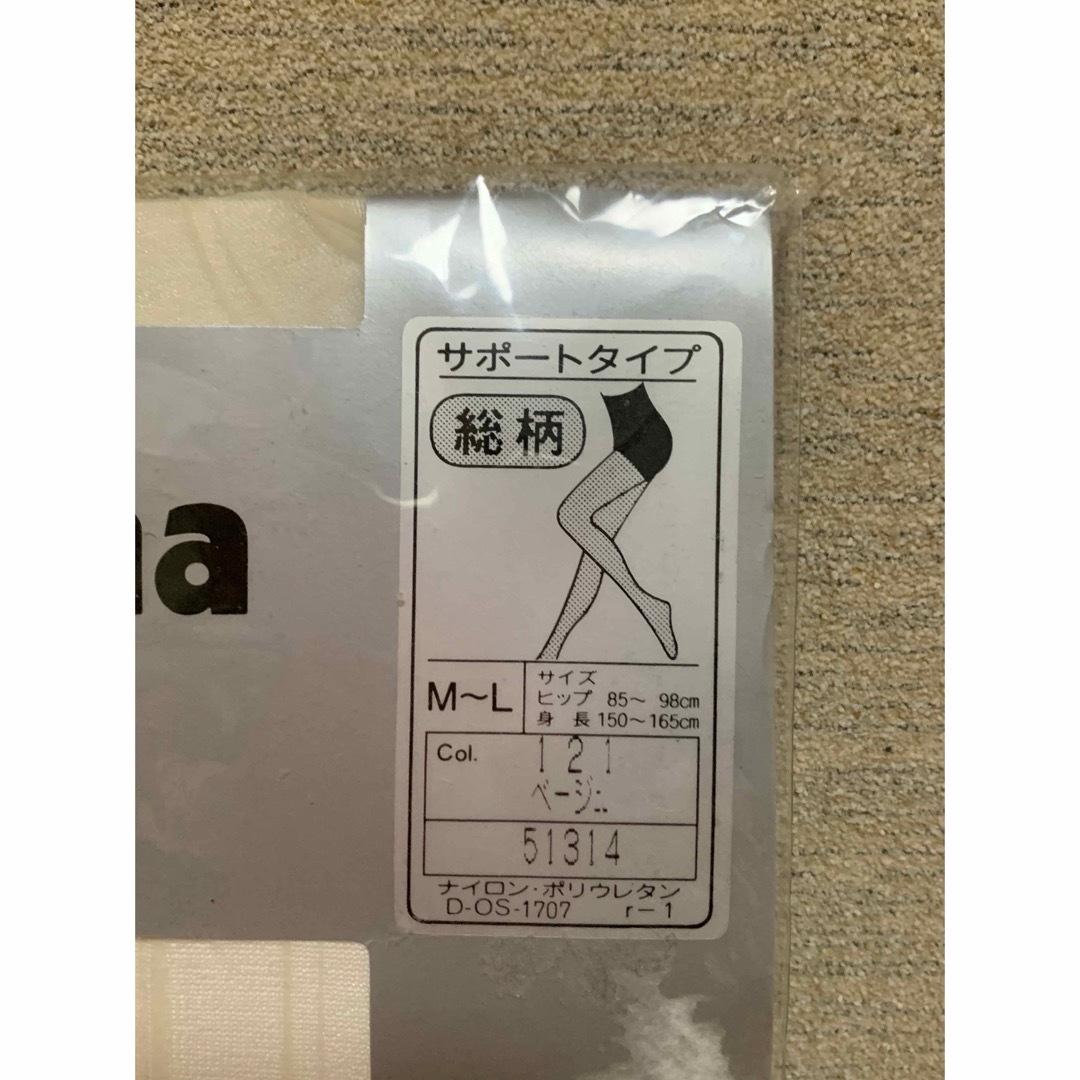 サポートタイプ
総柄
na
M〜L
サイズ
ヒップ 85〜 98cm
身 長 150〜165cm
Col. 121
ベージュ
51314
ナイロン・ポリウレタン
D-OS-1707 r-1